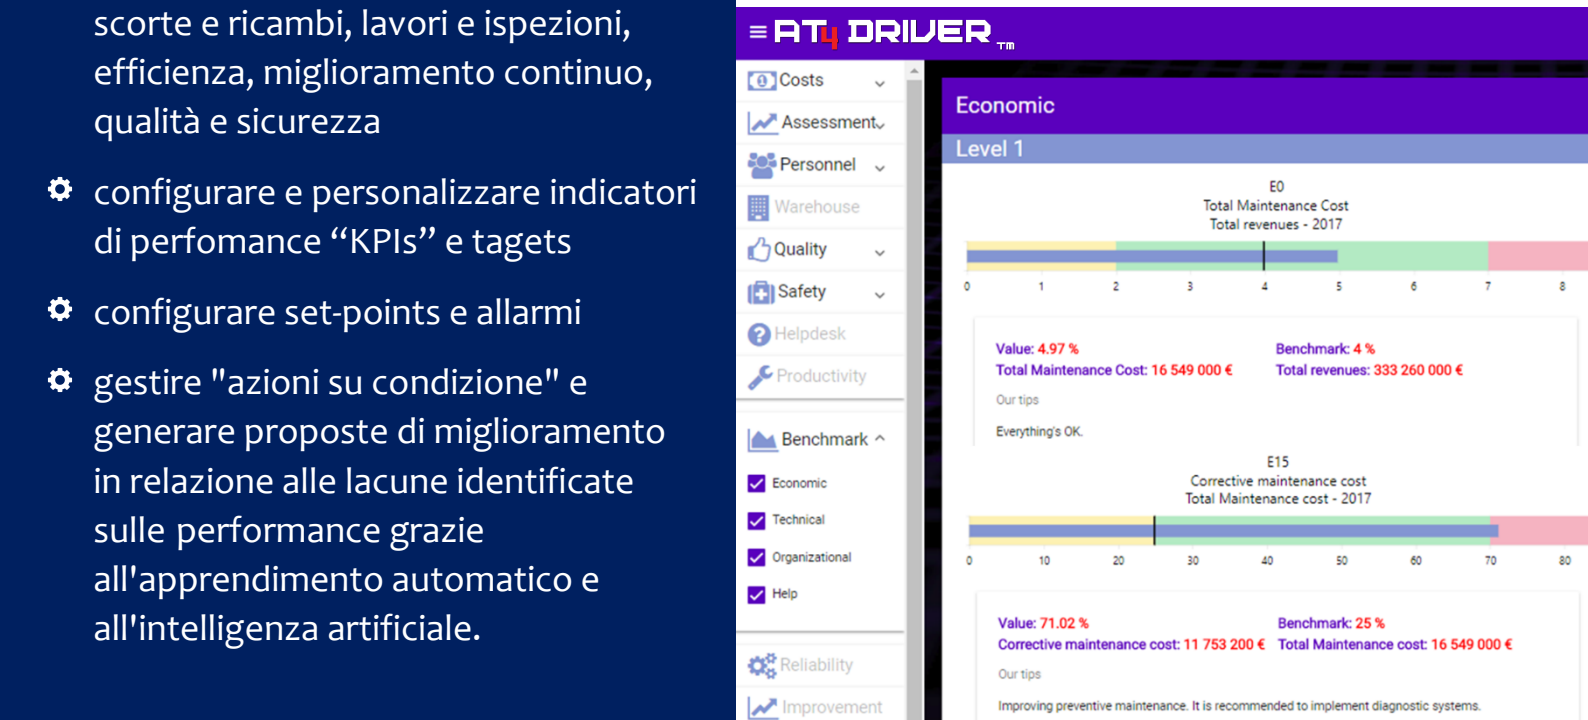 scorte e ricambi, lavori e ispezioni,
efficienza, miglioramento continuo,
qualità e sicurezza
configurare e personalizzare indicatori
di perfomance “KPIs” e tagets
configurare set-points e allarmi
gestire "azioni su condizione" e
generare proposte di miglioramento
in relazione alle lacune identificate
sulle performance grazie
all'apprendimento automatico e
all'intelligenza artificiale.
AT4 DRIVER TM
Costs
Assessment
Personnel
Warehouse
Quality
Safety
Helpdesk
Productivity
Benchmark
Economic
Technical
Organizational
Help
Reliability
Improvement
Economic
Level 1
E0
Total Maintenance Cost
Total revenues - 2017
0 1 2 3 4 5 6 7 8
Value: 4.97 % Benchmark: 4 %
Total Maintenance Cost: 16 549 000 € Total revenues: 333 260 000 €
Our tips
Everything's OK.
E15
Corrective maintenance cost
Total Maintenance cost - 2017
0 10 20 30 40 50 60 70 80
Value: 71.02 % Benchmark: 25 %
Corrective maintenance cost: 11 753 200 € Total Maintenance cost: 16 549 000 €
Our tips
Improving preventive maintenance. It is recommended to implement diagnostic systems.